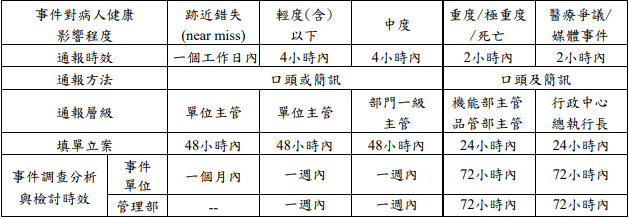 事件對病人健康影響程度 跡近錯失(near miss) 輕度(含)以下 中度 重度/極重度/死亡 醫療爭議/媒體事件
通報時效 一個工作日內 4小時內 4小時內 2小時內 2小時內
通報方法 口頭或簡訊 口頭及簡訊
通報層級 單位主管 單位主管 部門一級主管 機能部主管品管部主管 行政中心總執行長
填單立案 48小時內 48小時內 48小時內 24小時內 24小時內
事件調查分析與檢討時效 事件單位 一個月內 一週內 一週內 72小時內 72小時內
管理部 -- 一週內 一週內 72小時內 72小時內